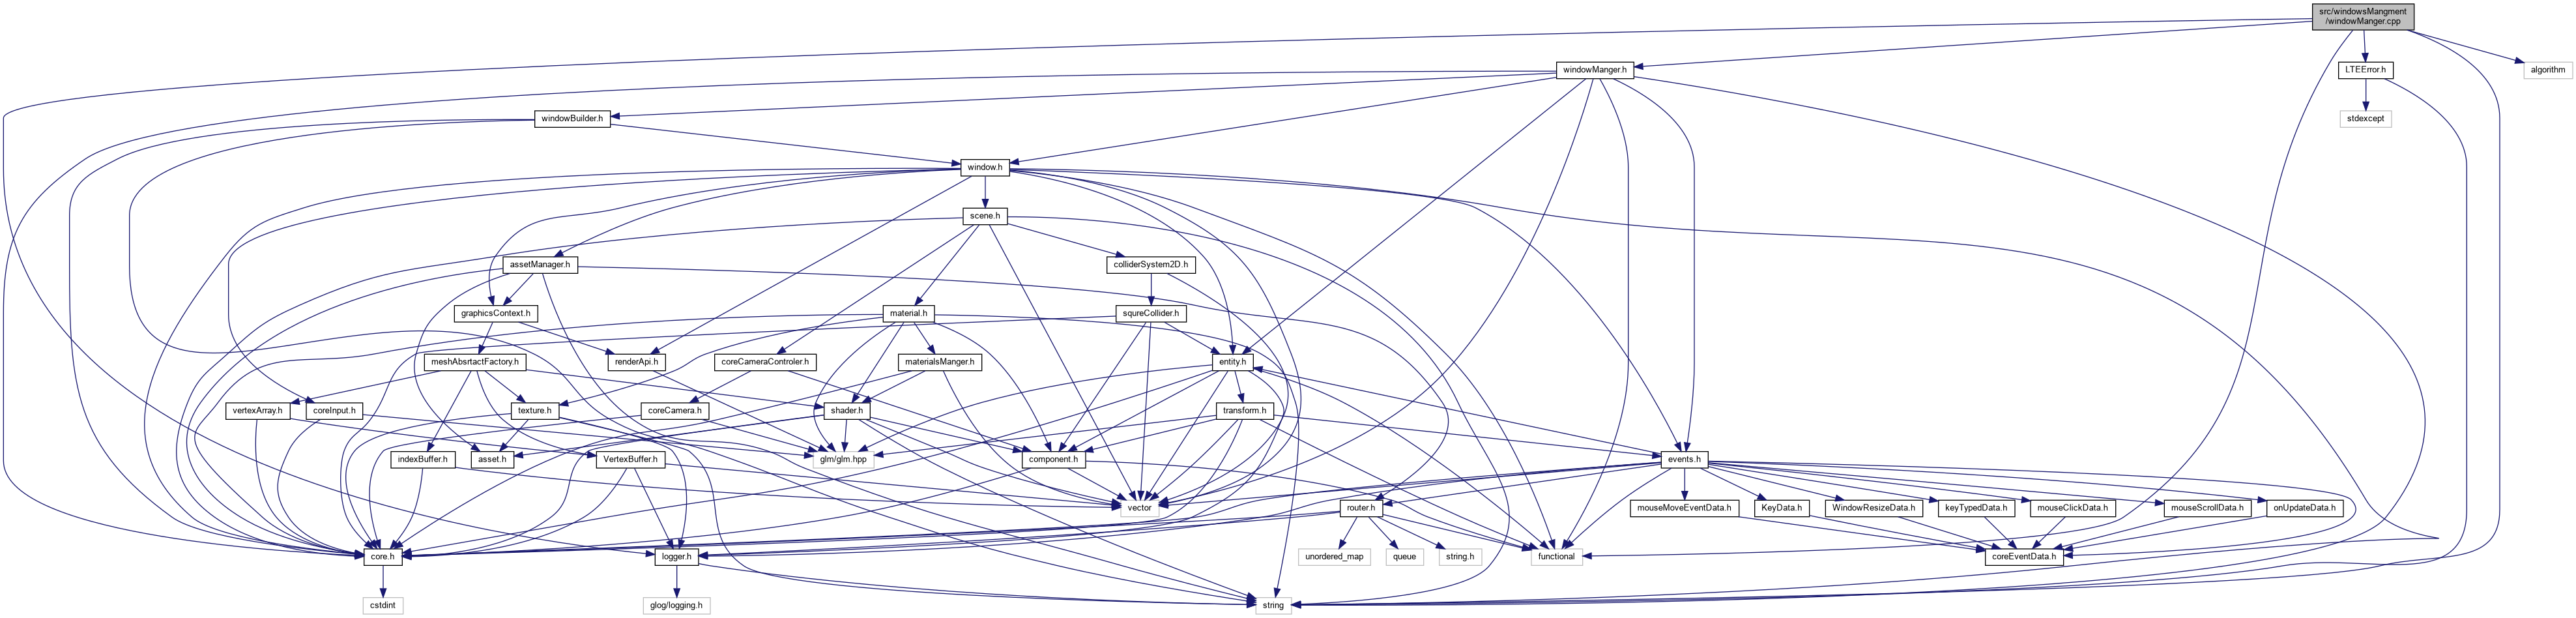 src/windowsMangment
/windowManger.cpp
windowManger.h
LTEError.h
algorithm
windowBuilder.h
stdexcept
window.h
scene.h
assetManager.h
colliderSystem2D.h
graphicsContext.h
material.h
squreCollider.h
meshAbsrtactFactory.h
renderApi.h
coreCameraControler.h
materialsManger.h
entity.h
vertexArray.h
coreInput.h
texture.h
coreCamera.h
shader.h
transform.h
indexBuffer.h
asset.h
VertexBuffer.h
glm/glm.hpp
component.h
events.h
vector
router.h
mouseMoveEventData.h
KeyData.h
WindowResizeData.h
keyTypedData.h
mouseClickData.h
mouseScrollData.h
onUpdateData.h
core.h
logger.h
unordered_map
queue
string.h
functional
coreEventData.h
cstdint
glog/logging.h
string